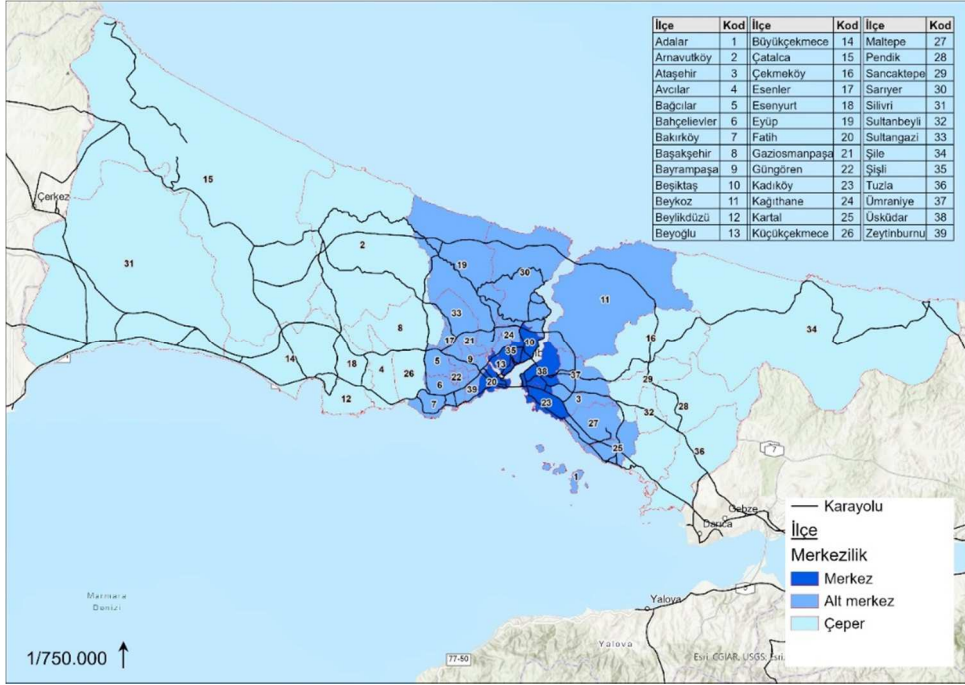 İlçe Kod İlçe Kod İlçe Kod
Adalar 1 Büyükçekmece 14 Maltepe 27
Arnavutköy 2 Çatalca 15 Pendik 28
Ataşehir 3 Çekmeköy 16 Sancaktepe 29
Avcılar 4 Esenler 17 Sarıyer 30
Bağcılar 5 Esenyurt 18 Silivri 31
Bahçelievler 6 Eyüp 19 Sultanbeyli 32
Bakırköy 7 Fatih 20 Sultangazi 33
Başakşehir 8 Gaziosmanpaşa 21 Şile 34
Bayrampaşa 9 Güngören 22 Şişli 35
Beşiktaş 10 Kadıköy 23 Tuzla 36
Beykoz 11 Kağıthane 24 Ümraniye 37
Beylikdüzü 12 Kartal 25 Üsküdar 38
Beyoğlu 13 Küçükçekmece 26 Zeytinburnu 39
15
Çerkez
2
31
19
30
11
33
8
34
17
21
24
10
16
35
14
18
4
26
5
9
13
38
37
29
6
22
39
20
3
12
7
23
32
28
27
25
36
1
7
Gebze
Darıca
Karayolu
İlçe
Merkezilik
Merkez
Alt merkez
Çeper
Marmara
Denizi
Yalova
Yalova
1/750.000
77-50
Esri, CGIAR, USGS, Esri,